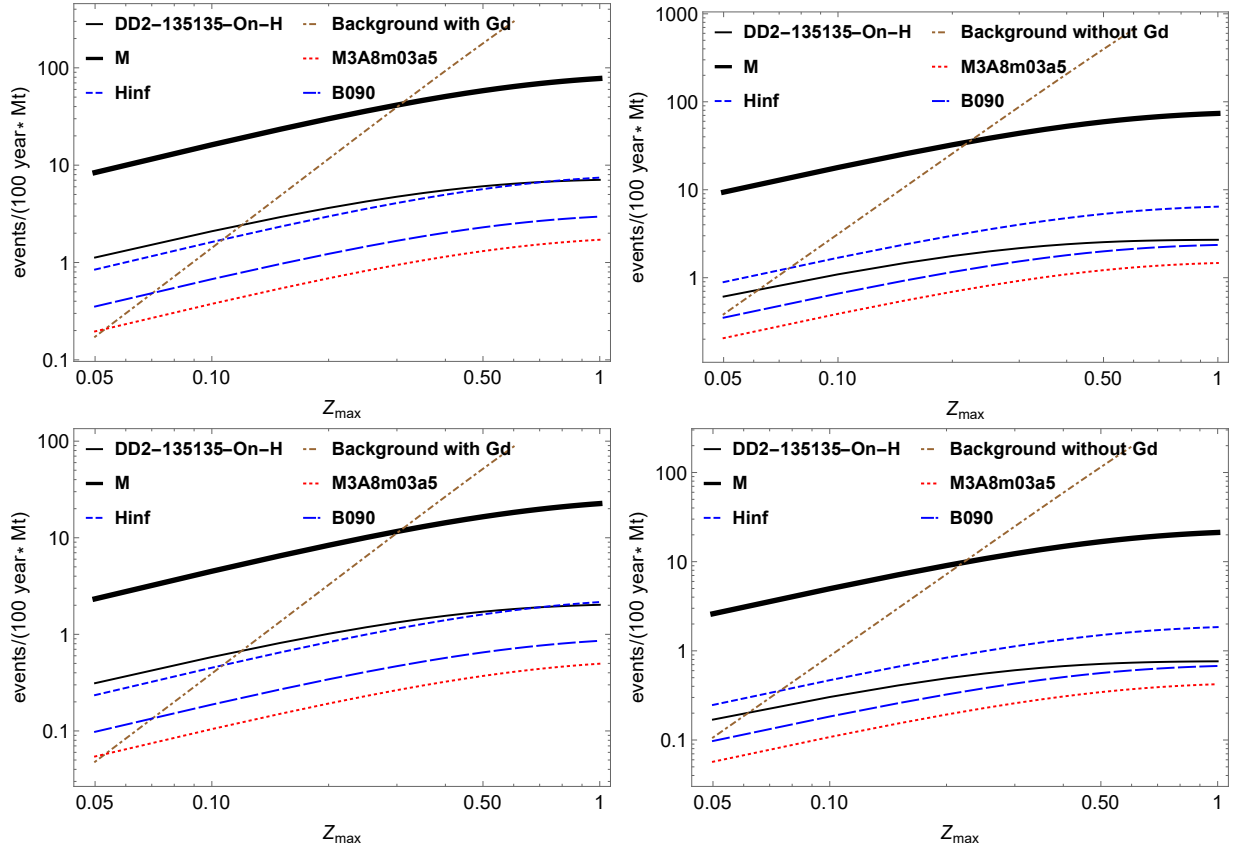 DD2−135135−On−H
Background with Gd
M
M3A8m03a5
Hinf
B090
events/(100 year* Mt)
100
10
1
0.1
0.05
0.10
0.50
1
Zmax
DD2−135135−On−H
Background without Gd
M
M3A8m03a5
Hinf
B090
events/(100 year* Mt)
1000
100
10
1
0.05
0.10
0.50
1
Zmax
DD2−135135−On−H
Background with Gd
M
M3A8m03a5
Hinf
B090
events/(100 year* Mt)
100
10
1
0.1
0.05
0.10
0.50
1
Zmax
DD2−135135−On−H
Background without Gd
M
M3A8m03a5
Hinf
B090
events/(100 year* Mt)
100
10
1
0.1
0.05
0.10
0.50
1
Zmax